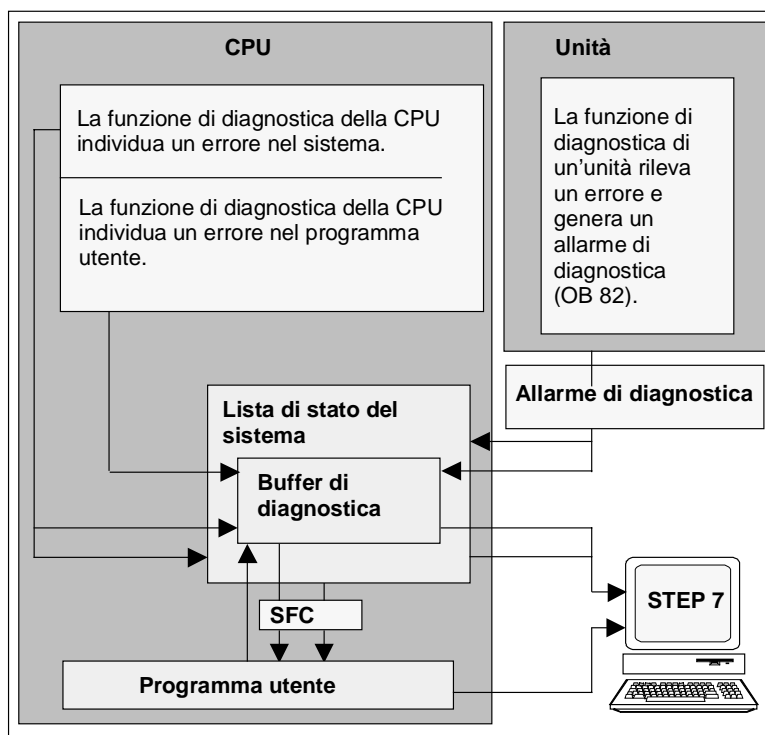 CPU
La funzione di diagnostica della CPU
individua un errore nel sistema.
La funzione di diagnostica della CPU
individua un errore nel programma
utente.
Unità
La funzione di
diagnostica di
un'unità rileva
un errore e
genera un
allarme di
diagnostica
(OB 82).
Allarme di diagnostica
Lista di stato del
sistema
Buffer di
diagnostica
SFC
Programma utente
STEP 7